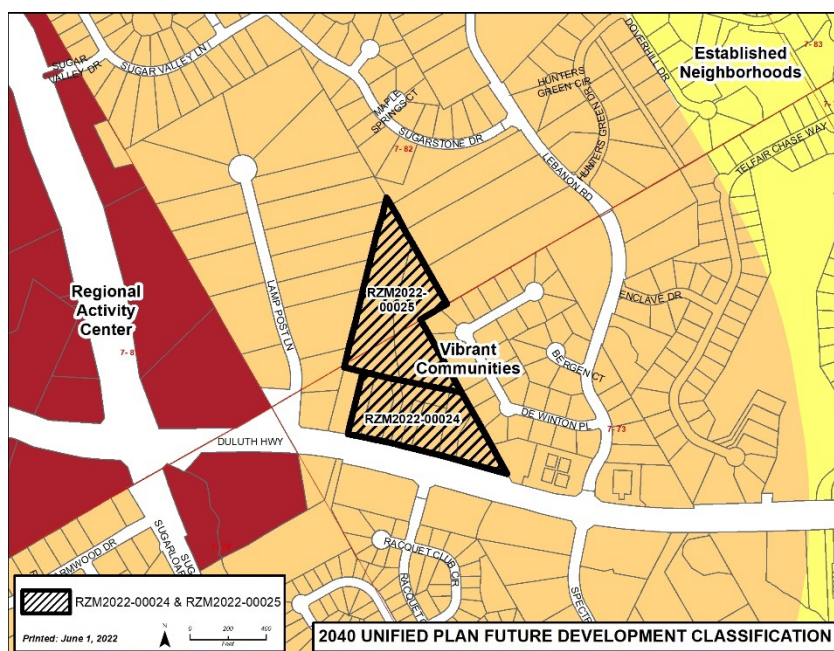 SUGAR
VALLEY DR
SUGAR VALLEY LN
DOVERHILL DR
7- 83
Established
Neighborhoods
MAPLE
SPRINGS CT
HUNTERS
GREEN CIR
HUNTERS GREEN DR
7- 82
SUGARSTONE DR
TELFAIR CHASE WAY
LEBANON RD
Regional
Activity
Center
LAMP POST LN
RZM2022-
00025
ENCLAVE DR
Vibrant
Communities
BERGEN CT
RZM2022-00024
DE WINTON PL
7- 73
DULUTH HWY
RACQUET CLUB CIR
RZM2022-00024 & RZM2022-00025
Printed: June 1, 2022
N
0 200 400
Feet
2040 UNIFIED PLAN FUTURE DEVELOPMENT CLASSIFICATION